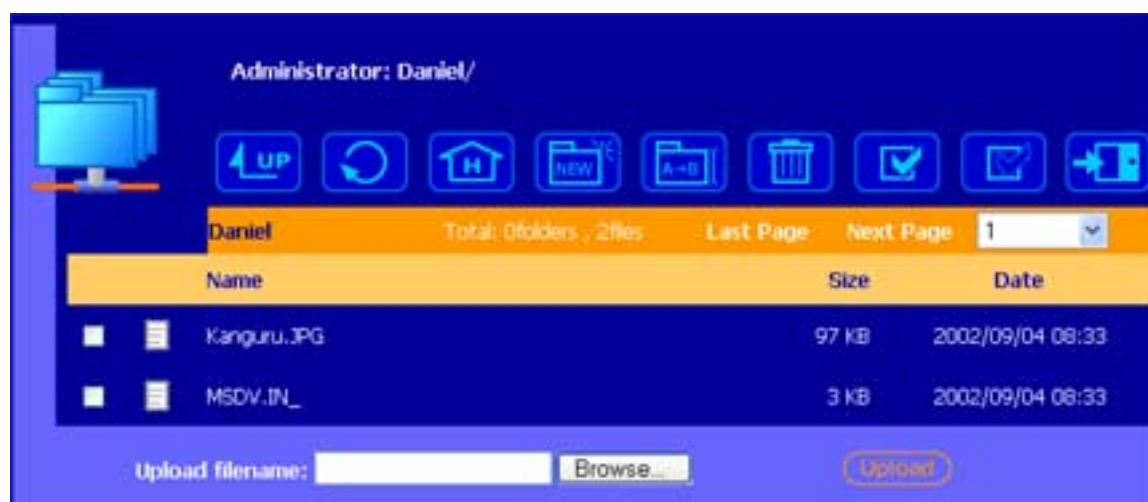 Administrator: Daniel/
UP H NEW A→B
Daniel Total: 0folders , 2files Last Page Next Page 1
Name Size Date
Kanguru.JPG 97 KB 2002/09/04 08:33
MSDV.IN_ 3 KB 2002/09/04 08:33
Upload filename: Browse... Upload